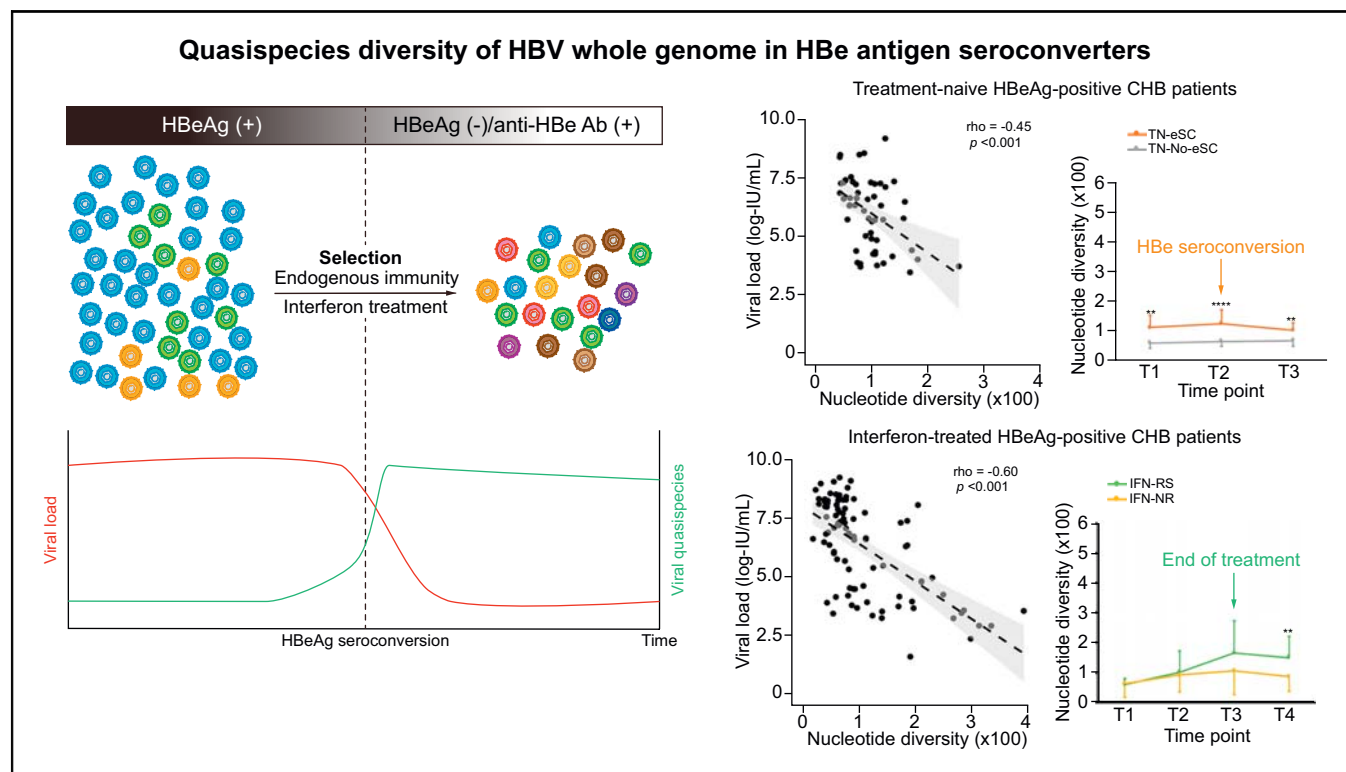 Quasispecies diversity of HBV whole genome in HBe antigen seroconverters
HBeAg (+)
HBeAg (-)/anti-HBe Ab (+)
Selection
Endogenous immunity
Interferon treatment
Viral load
Viral quasispecies
HBeAg seroconversion
Time
Treatment-naive HBeAg-positive CHB patients
10.0
7.5
5.0
2.5
0
Viral load (log-IU/mL)
rho = -0.45
p <0.001
0 1 2 3 4
Nucleotide diversity (x100)
TN-eSC
TN-No-eSC
6
5
4
3
2
1
0
Nucleotide diversity (x100)
HBe seroconversion
** **** **
T1 T2 T3
Time point
Interferon-treated HBeAg-positive CHB patients
10.0
7.5
5.0
2.5
0
Viral load (log-IU/mL)
rho = -0.60
p <0.001
0 1 2 3 4
Nucleotide diversity (x100)
IFN-RS
IFN-NR
6
5
4
3
2
1
0
Nucleotide diversity (x100)
End of treatment
**
T1 T2 T3 T4
Time point